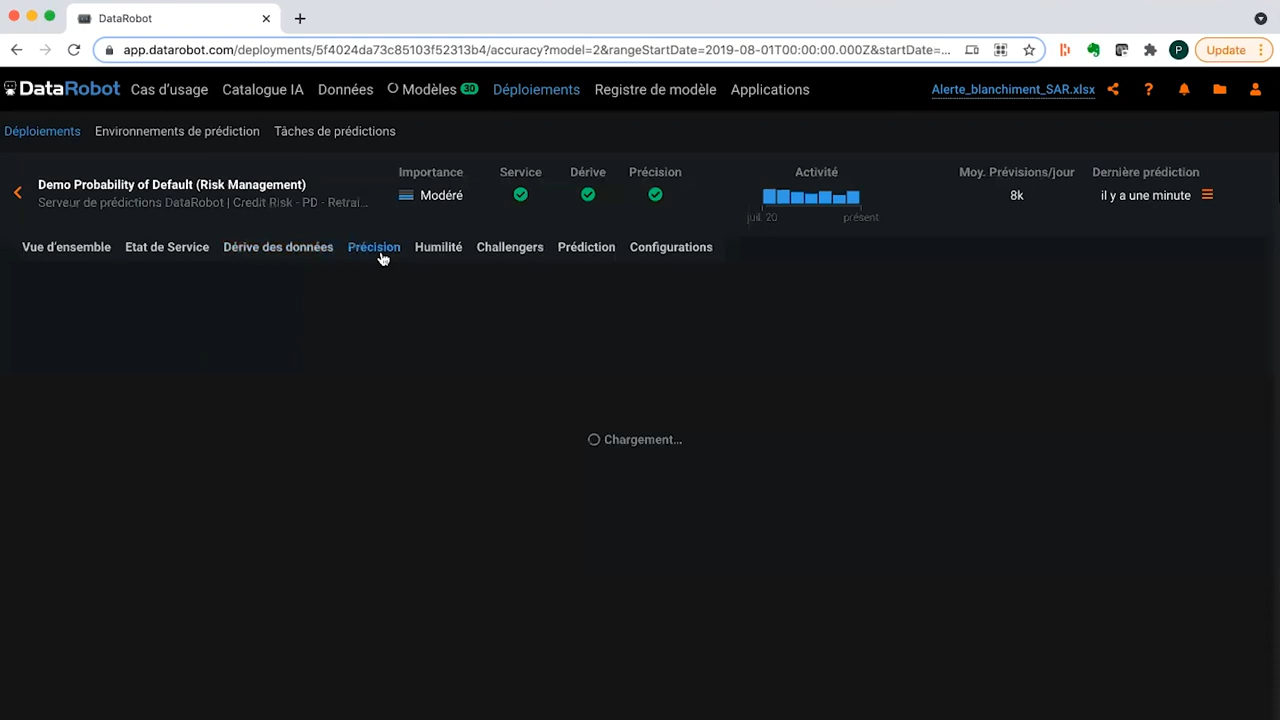 DataRobot
app.datarobot.com/deployments/5f4024da73c85103f52313b4/accuracy?model=2&rangeStartDate=2019-08-01T00:00:00.000Z&startDate=...
P
Update
DataRobot Cas d'usage Catalogue IA Données Modèles 30 Déploiements Registre de modèle Applications Alerte_blanchiment_SAR.xlsx ?
Déploiements Environnements de prédiction Tâches de prédictions
Importance Service Dérive Précision Activité Moy. Prévisions/jour Dernière prédiction
Demo Probability of Default (Risk Management)
Modéré 8k il y a une minute
Serveur de prédictions DataRobot | Credit Risk - PD - Retrai...
juil. 20 présent
Vue d'ensemble Etat de Service Dérive des données Précision Humilité Challengers Prédiction Configurations
Chargement...